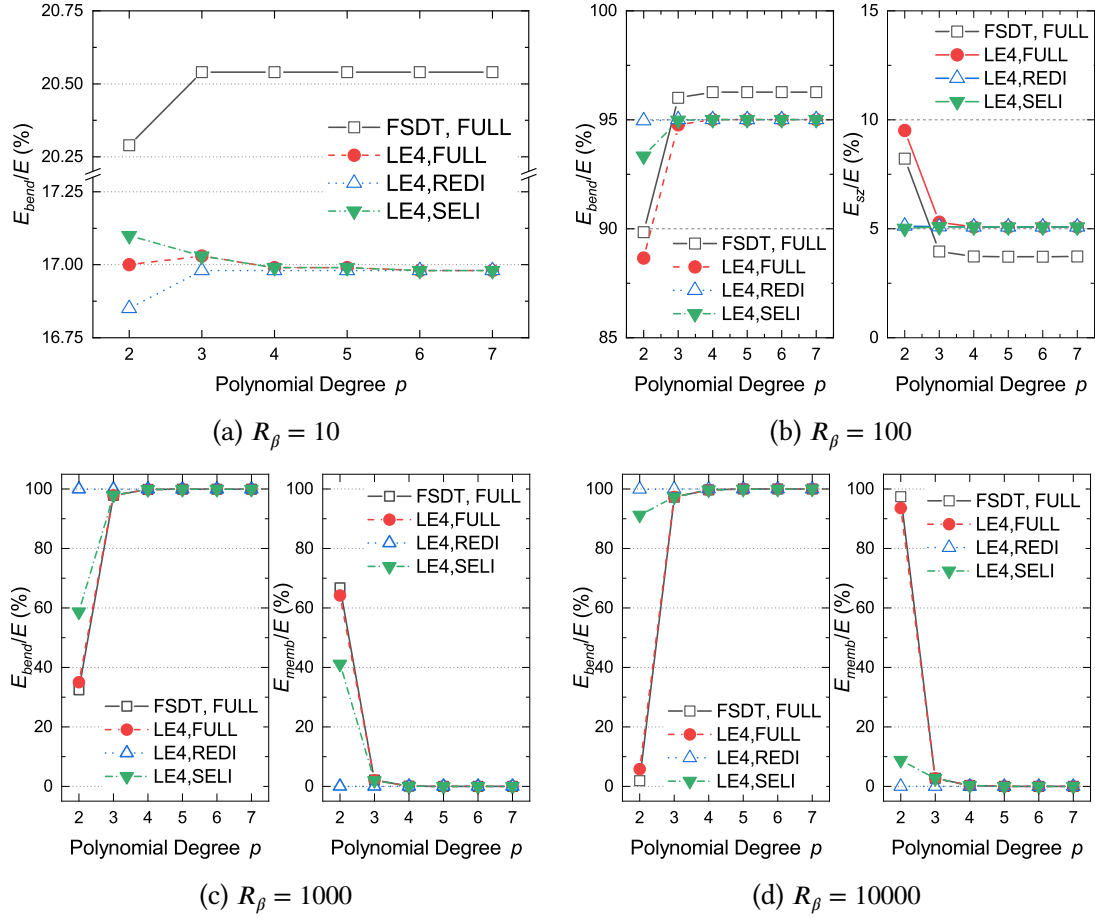 E_bend/E (%)
20.50
20.25
17.25
17.00
16.75
FSDT, FULL
LE4,FULL
LE4,REDI
LE4,SELI
2 3 4 5 6 7
Polynomial Degree p
(a) R_β = 10
E_bend/E (%)
100
95
90
85
FSDT, FULL
LE4,FULL
LE4,REDI
LE4,SELI
2 3 4 5 6 7
Polynomial Degree p
E_sz/E (%)
15
10
5
0
FSDT, FULL
LE4,FULL
LE4,REDI
LE4,SELI
2 3 4 5 6 7
Polynomial Degree p
(b) R_β = 100
E_bend/E (%)
100
80
60
40
20
0
FSDT, FULL
LE4,FULL
LE4,REDI
LE4,SELI
2 3 4 5 6 7
Polynomial Degree p
E_memb/E (%)
100
80
60
40
20
0
FSDT, FULL
LE4,FULL
LE4,REDI
LE4,SELI
2 3 4 5 6 7
Polynomial Degree p
(c) R_β = 1000
E_bend/E (%)
100
80
60
40
20
0
FSDT, FULL
LE4,FULL
LE4,REDI
LE4,SELI
2 3 4 5 6 7
Polynomial Degree p
E_memb/E (%)
100
80
60
40
20
0
FSDT, FULL
LE4,FULL
LE4,REDI
LE4,SELI
2 3 4 5 6 7
Polynomial Degree p
(d) R_β = 10000